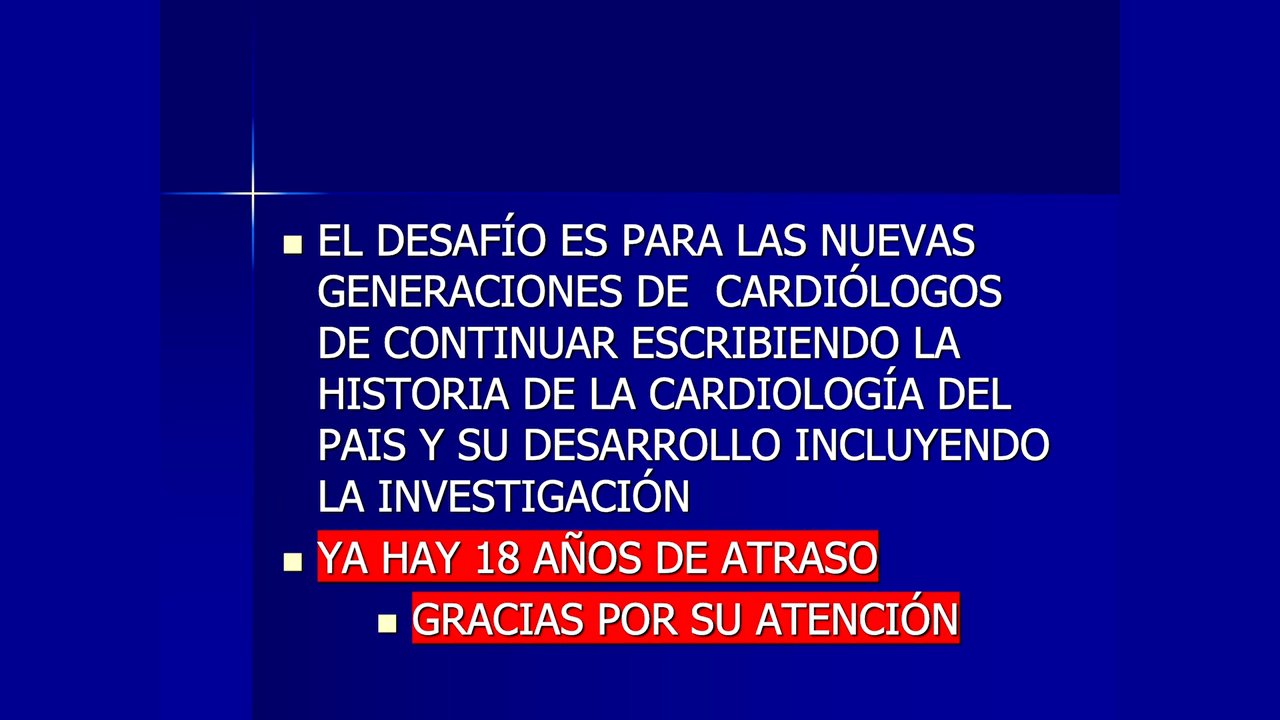 EL DESAFÍO ES PARA LAS NUEVAS
GENERACIONES DE  CARDIÓLOGOS
DE CONTINUAR ESCRIBIENDO LA
HISTORIA DE LA CARDIOLOGÍA DEL
PAIS Y SU DESARROLLO INCLUYENDO
LA INVESTIGACIÓN
YA HAY 18 AÑOS DE ATRASO
GRACIAS POR SU ATENCIÓN